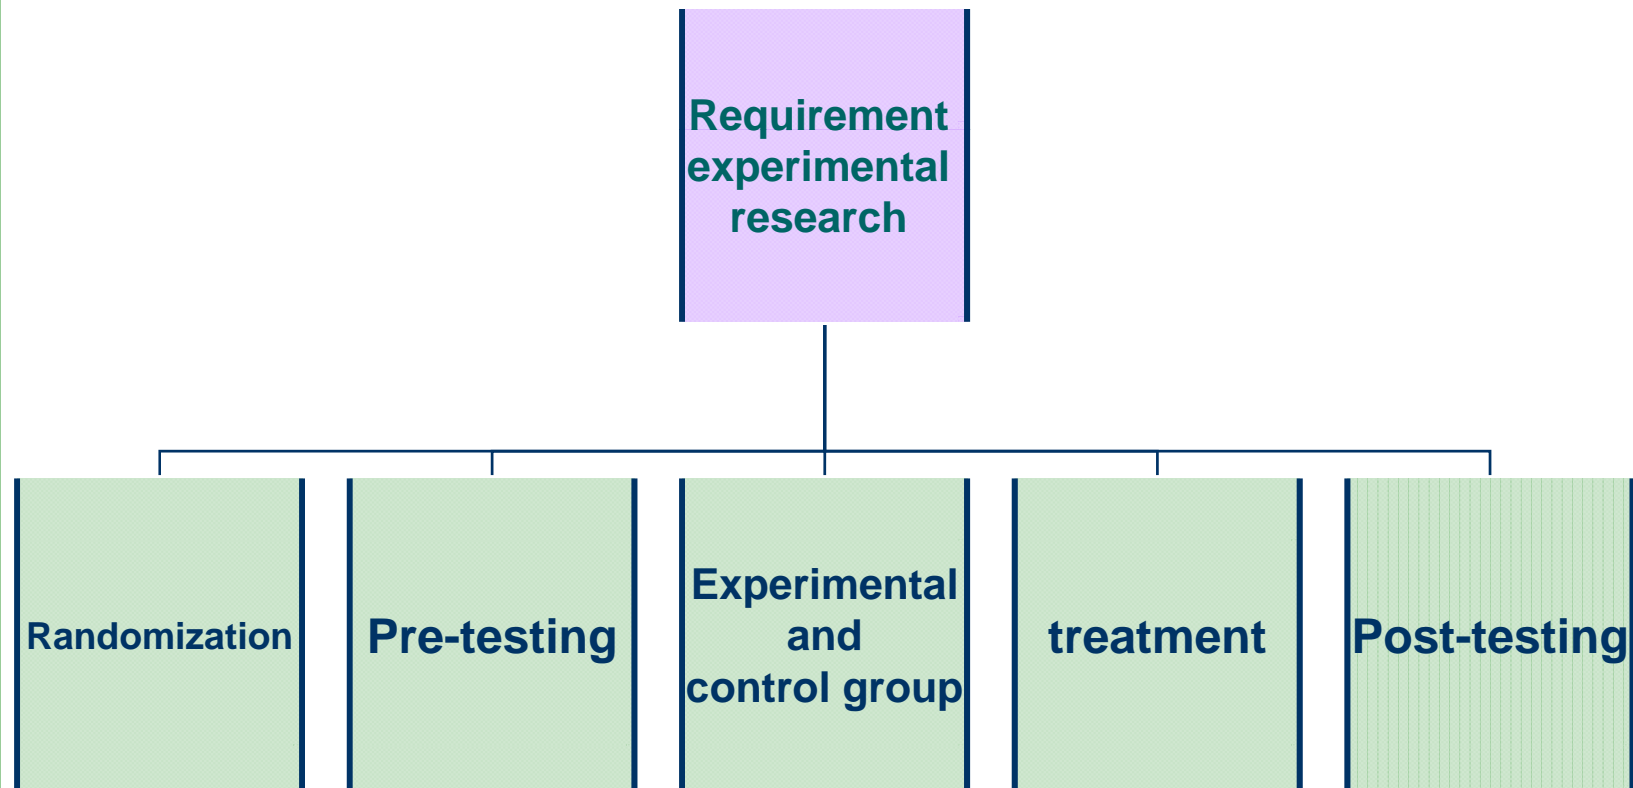 Requirement
experimental
research
Randomization
Pre-testing
Experimental
and
control group
treatment
Post-testing